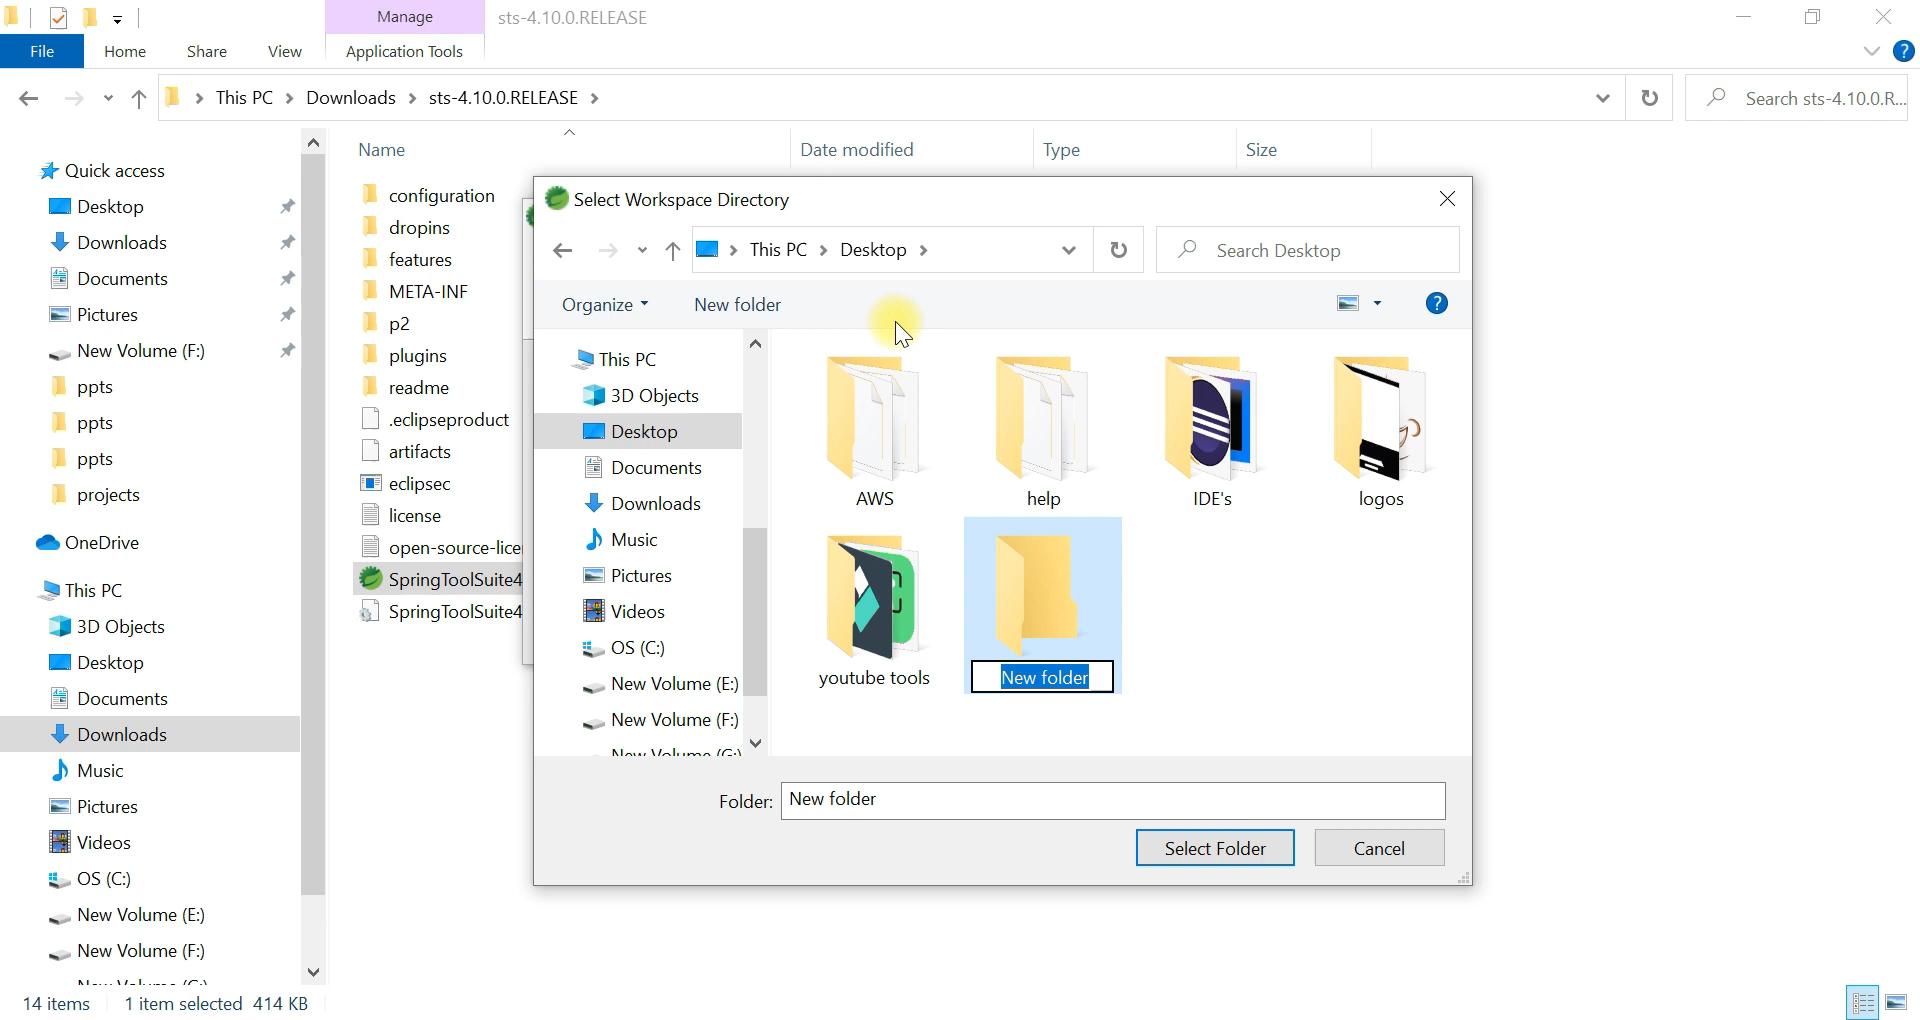 Manage
sts-4.10.0.RELEASE
File
Home
Share
View
Application Tools
This PC
Downloads
sts-4.10.0.RELEASE
Search sts-4.10.0.R...
Name
Date modified
Type
Size
Quick access
Desktop
Downloads
Documents
Pictures
New Volume (F:)
ppts
ppts
ppts
projects
OneDrive
This PC
3D Objects
Desktop
Documents
Downloads
Music
Pictures
Videos
OS (C:)
New Volume (E:)
New Volume (F:)
New Volume (G:)
configuration
dropins
features
META-INF
p2
plugins
readme
.eclipseproduct
artifacts
eclipsec
license
open-source-lice
SpringToolSuite4
SpringToolSuite4
Select Workspace Directory
This PC
Desktop
Search Desktop
Organize
New folder
?
This PC
3D Objects
Desktop
Documents
Downloads
Music
Pictures
Videos
OS (C:)
New Volume (E:)
New Volume (F:)
New Volume (G:)
AWS
help
IDE's
logos
youtube tools
New folder
Folder:
New folder
Select Folder
Cancel
14 items
1 item selected 414 KB
?